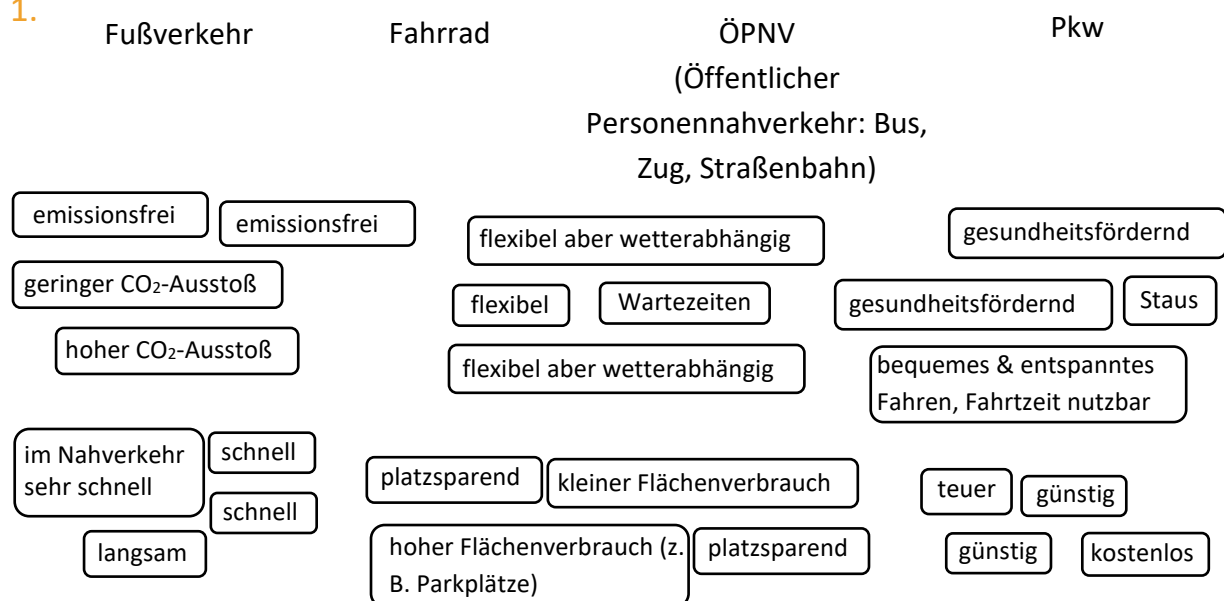 1.
Fußverkehr
Fahrrad
ÖPNV
(Öffentlicher
Personennahverkehr: Bus,
Zug, Straßenbahn)
Pkw
emissionsfrei
emissionsfrei
geringer CO₂-Ausstoß
hoher CO₂-Ausstoß
flexibel aber wetterabhängig
flexibel
Wartezeiten
flexibel aber wetterabhängig
gesundheitsfördernd
gesundheitsfördernd
Staus
bequemes & entspanntes
Fahren, Fahrtzeit nutzbar
im Nahverkehr
sehr schnell
schnell
schnell
langsam
platzsparend
kleiner Flächenverbrauch
hoher Flächenverbrauch (z.
B. Parkplätze)
platzsparend
teuer
günstig
günstig
kostenlos